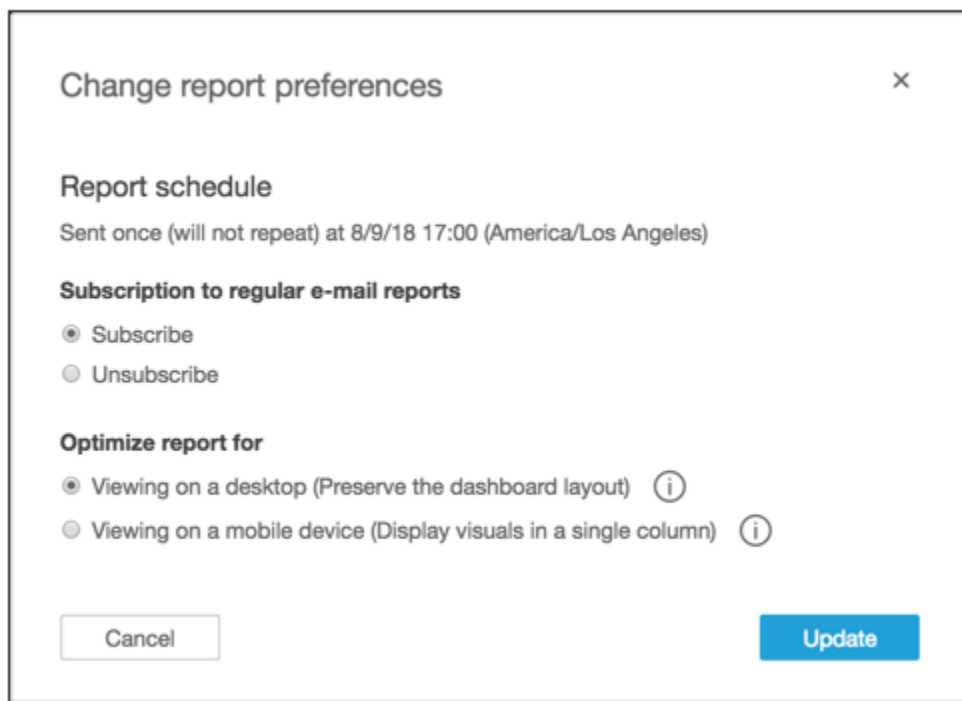 Change report preferences
Report schedule
Sent once (will not repeat) at 8/9/18 17:00 (America/Los Angeles)
Subscription to regular e-mail reports
Subscribe
Unsubscribe
Optimize report for
Viewing on a desktop (Preserve the dashboard layout)
Viewing on a mobile device (Display visuals in a single column)
Cancel
Update